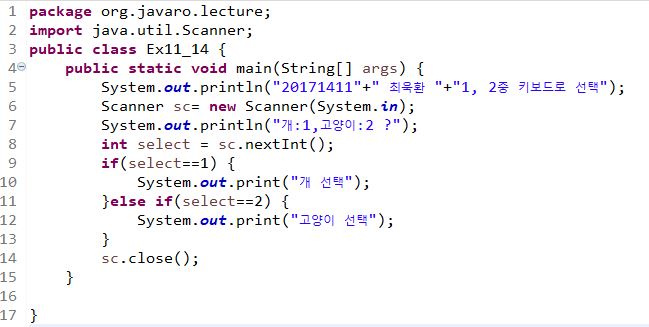 1 package org.javaro.lecture;
2 import java.util.Scanner;
3 public class Ex11_14 {
4 public static void main(String[] args) {
5 System.out.println("20171411"+" 최욱환 "+"1, 2중 키보드로 선택");
6 Scanner sc= new Scanner(System.in);
7 System.out.println("개:1,고양이:2 ?");
8 int select = sc.nextInt();
9 if(select==1) {
10 System.out.print("개 선택");
11 }else if(select==2) {
12 System.out.print("고양이 선택");
13 }
14 sc.close();
15 }
16
17 }